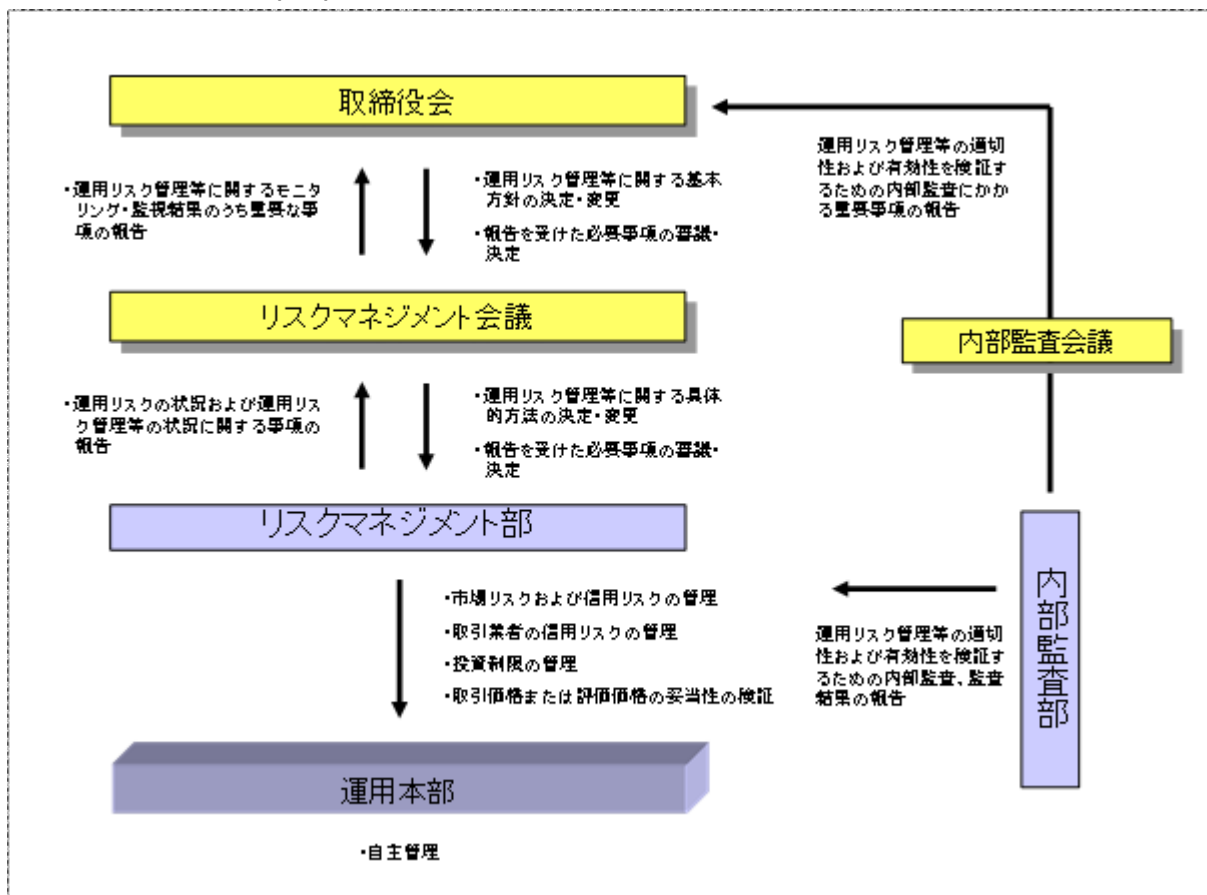 取締役会
・運用リスク管理等に関するモニタ
リング・監視結果のうち重要な事
項の報告
・運用リスク管理等に関する基本
方針の決定・変更
・報告を受けた必要事項の審議・
決定
運用リスク管理等の適切
性および有効性を検証す
るための内部監査にかか
る重要事項の報告
リスクマネジメント会議
内部監査会議
・運用リスクの状況および運用リス
ク管理等の状況に関する事項の
報告
・運用リスク管理等に関する具体
的方法の決定・変更
・報告を受けた必要事項の審議・
決定
リスクマネジメント部
・市場リスクおよび信用リスクの管理
・取引業者の信用リスクの管理
・投資制限の管理
・取引価格または評価価格の妥当性の検証
運用リスク管理等の適切
性および有効性を検証す
るための内部監査、監査
結果の報告
内部監査部
運用本部
・自主管理